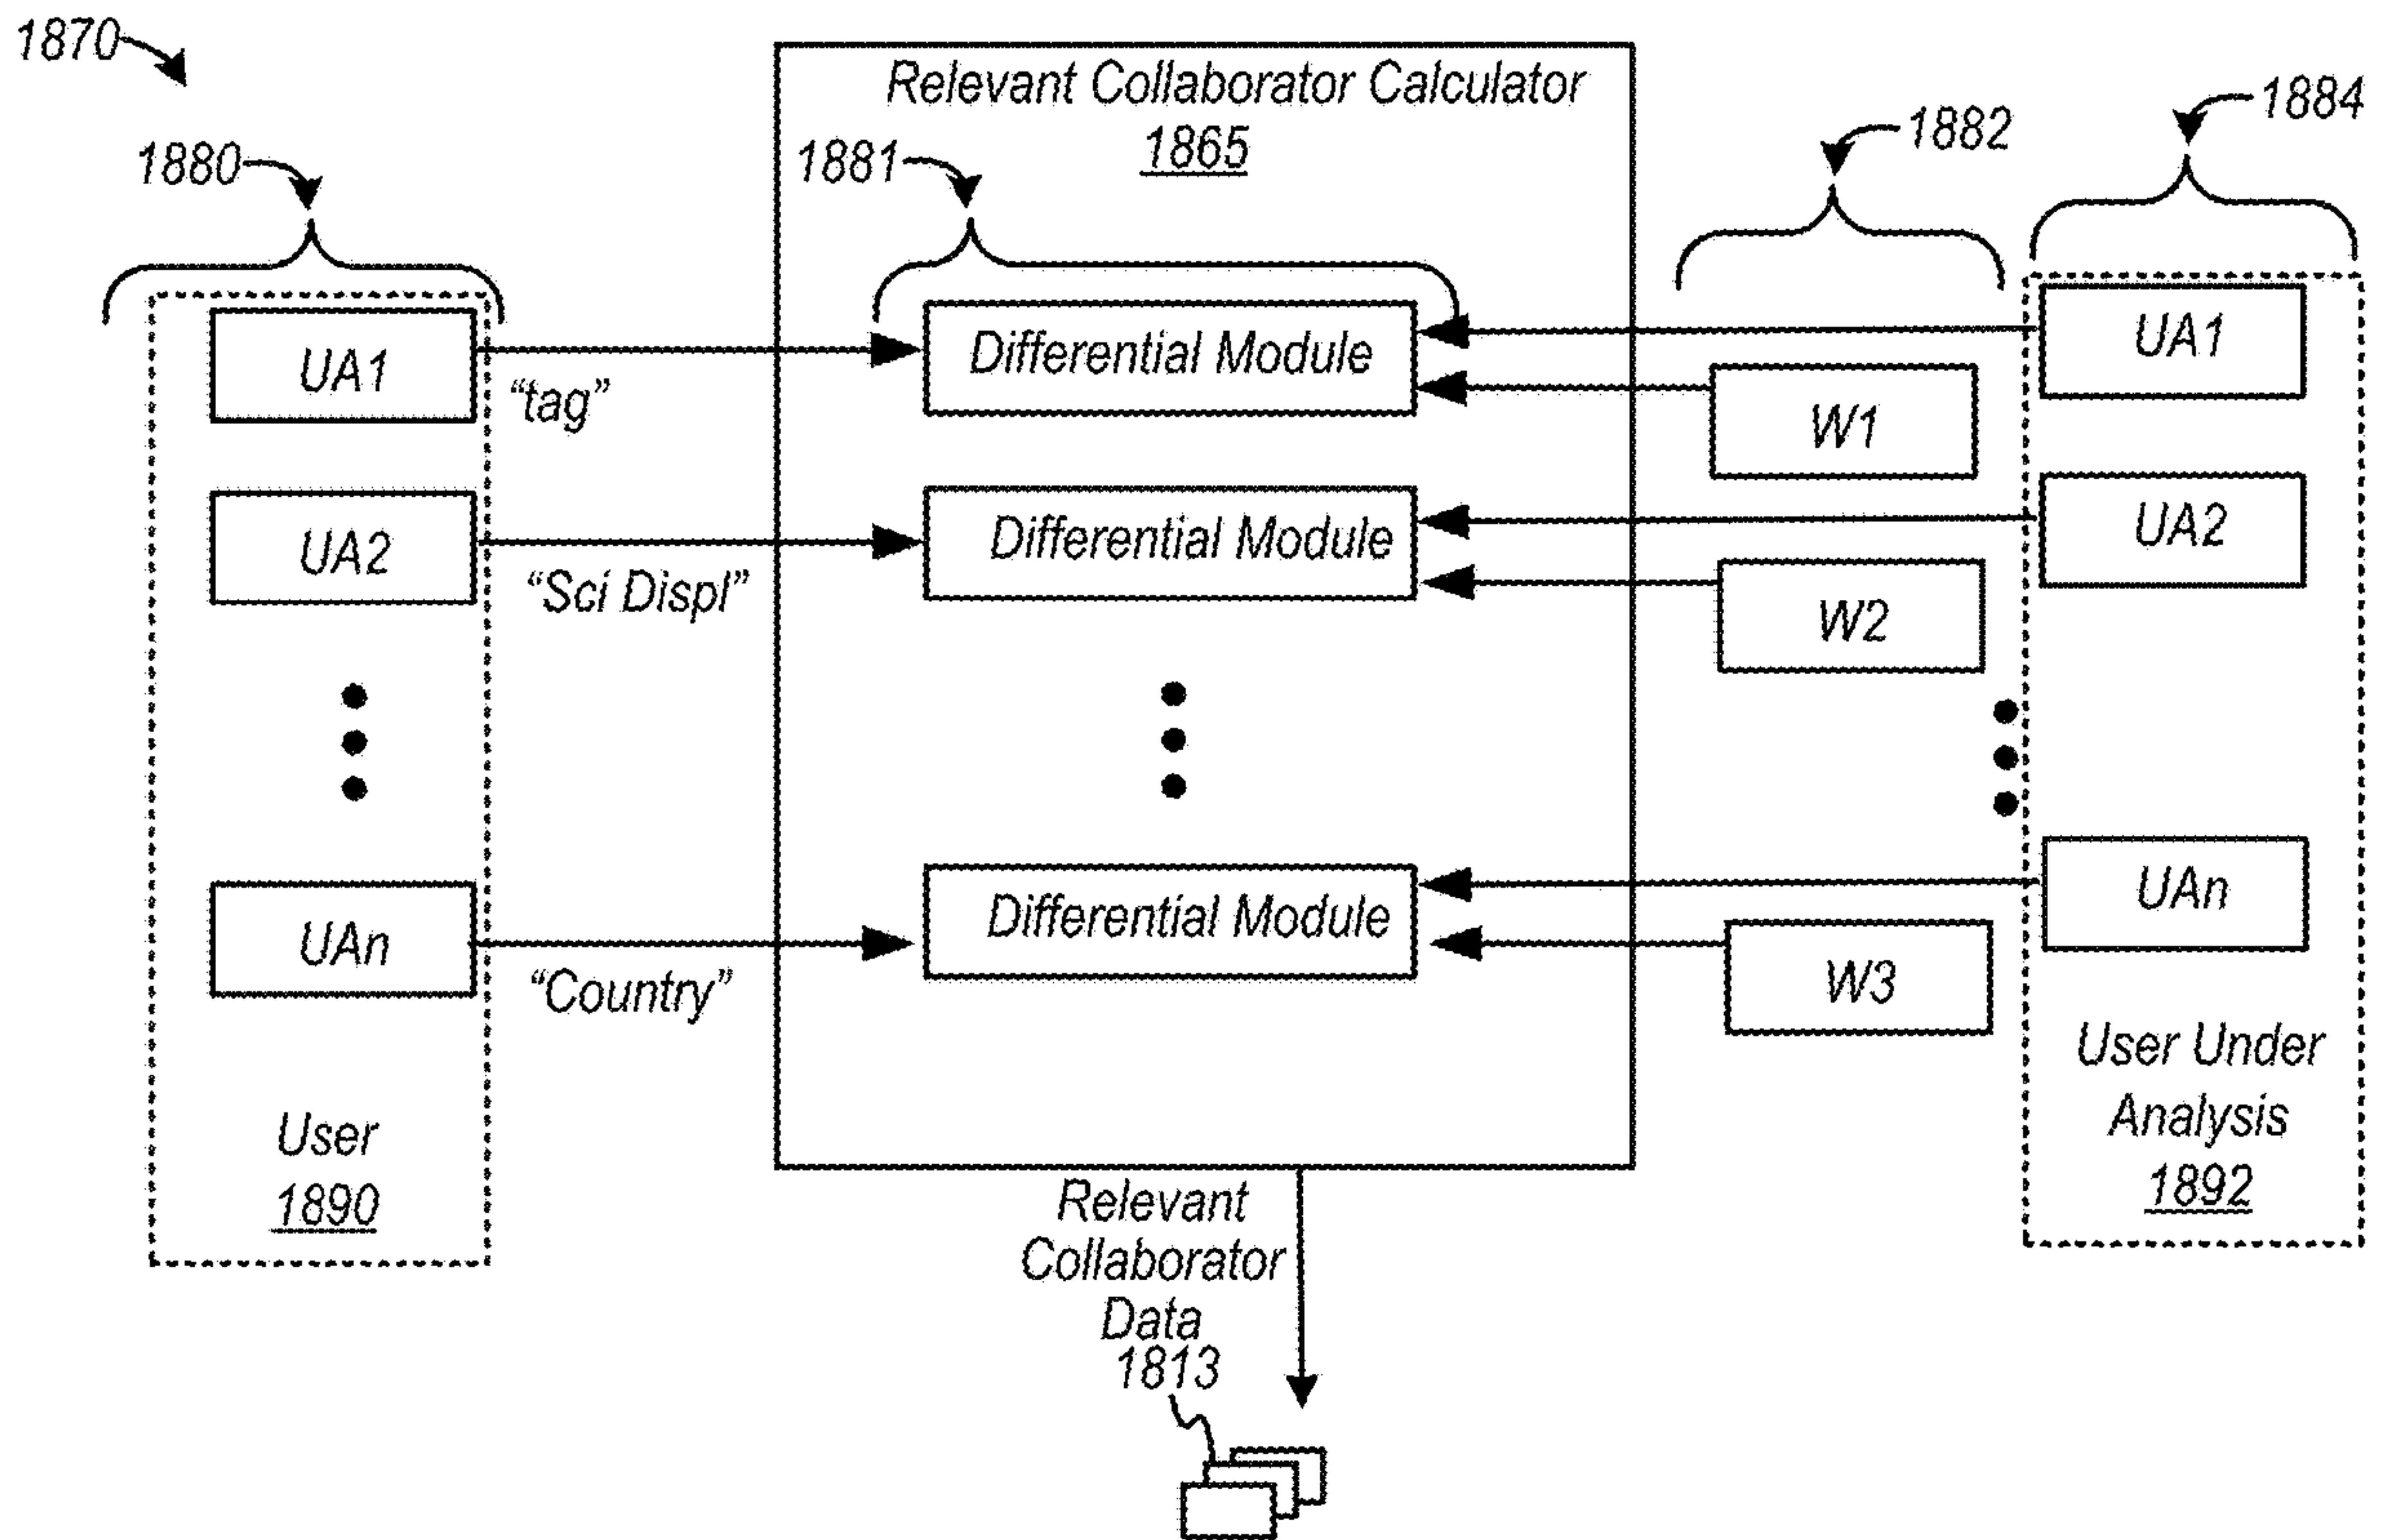 1870
Relevant Collaborator Calculator
1865
1880
1881
1882
1884
UA1
"tag"
Differential Module
W1
UA1
UA2
"Sci Displ"
Differential Module
W2
UA2
UAn
"Country"
Differential Module
W3
UAn
User
1890
User Under
Analysis
1892
Relevant
Collaborator
Data
1813